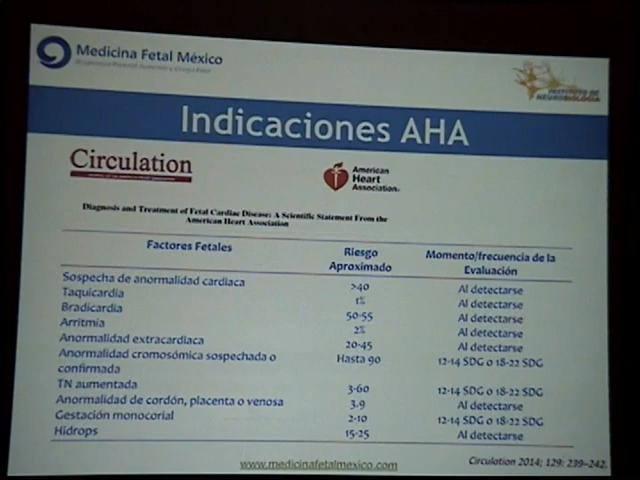 Medicina Fetal México
INSTITUTO DE
NEUROBIOLOGÍA
Indicaciones AHA
Circulation
American
Heart
Association
Diagnosis and Treatment of Fetal Cardiac Disease: A Scientific Statement From the
American Heart Association
Factores Fetales
Riesgo
Aproximado
Momento/frecuencia de la
Evaluación
Sospecha de anormalidad cardiaca >40 Al detectarse
Taquicardia 1% Al detectarse
Bradicardia 50-55 Al detectarse
Arritmia 2% Al detectarse
Anormalidad extracardiaca 20-45 Al detectarse
Anormalidad cromosómica sospechada o
confirmada
Hasta 90 12-14 SDG o 18-22 SDG
TN aumentada 3-60 12-14 SDG o 18-22 SDG
Anormalidad de cordón, placenta o venosa 3-9 Al detectarse
Gestación monocorial 2-10 12-14 SDG o 18-22 SDG
Hidrops 15-25 Al detectarse
www.medicinafetalmexico.com
Circulation 2014; 129: 239-242.